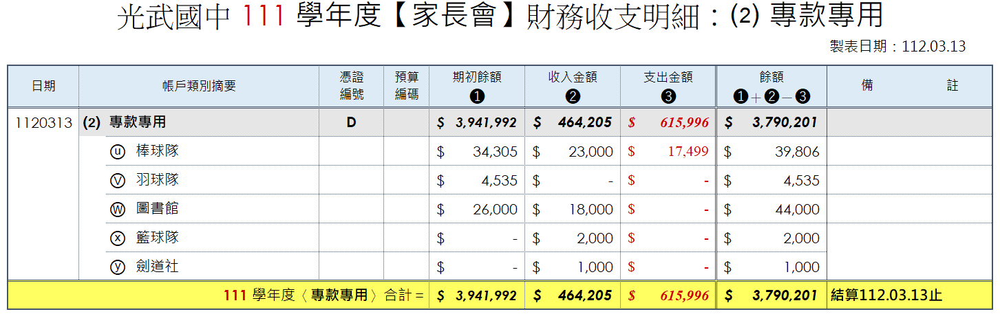 光武國中 111 學年度【家長會】財務收支明細：(2) 專款專用
製表日期：112.03.13
日期 帳戶類別摘要 憑證編號 預算編碼 期初餘額 ❶ 收入金額 ❷ 支出金額 ❸ 餘額 ❶＋❷－❸ 備 註
1120313 (2) 專款專用 D $ 3,941,992 $ 464,205 $ 615,996 $ 3,790,201
ⓤ 棒球隊 $ 34,305 $ 23,000 $ 17,499 $ 39,806
Ⓥ 羽球隊 $ 4,535 $ - $ - $ 4,535
Ⓦ 圖書館 $ 26,000 $ 18,000 $ - $ 44,000
ⓧ 籃球隊 $ - $ 2,000 $ - $ 2,000
ⓨ 劍道社 $ - $ 1,000 $ - $ 1,000
111 學年度〈專款專用〉合計＝ $ 3,941,992 $ 464,205 $ 615,996 $ 3,790,201 結算112.03.13止